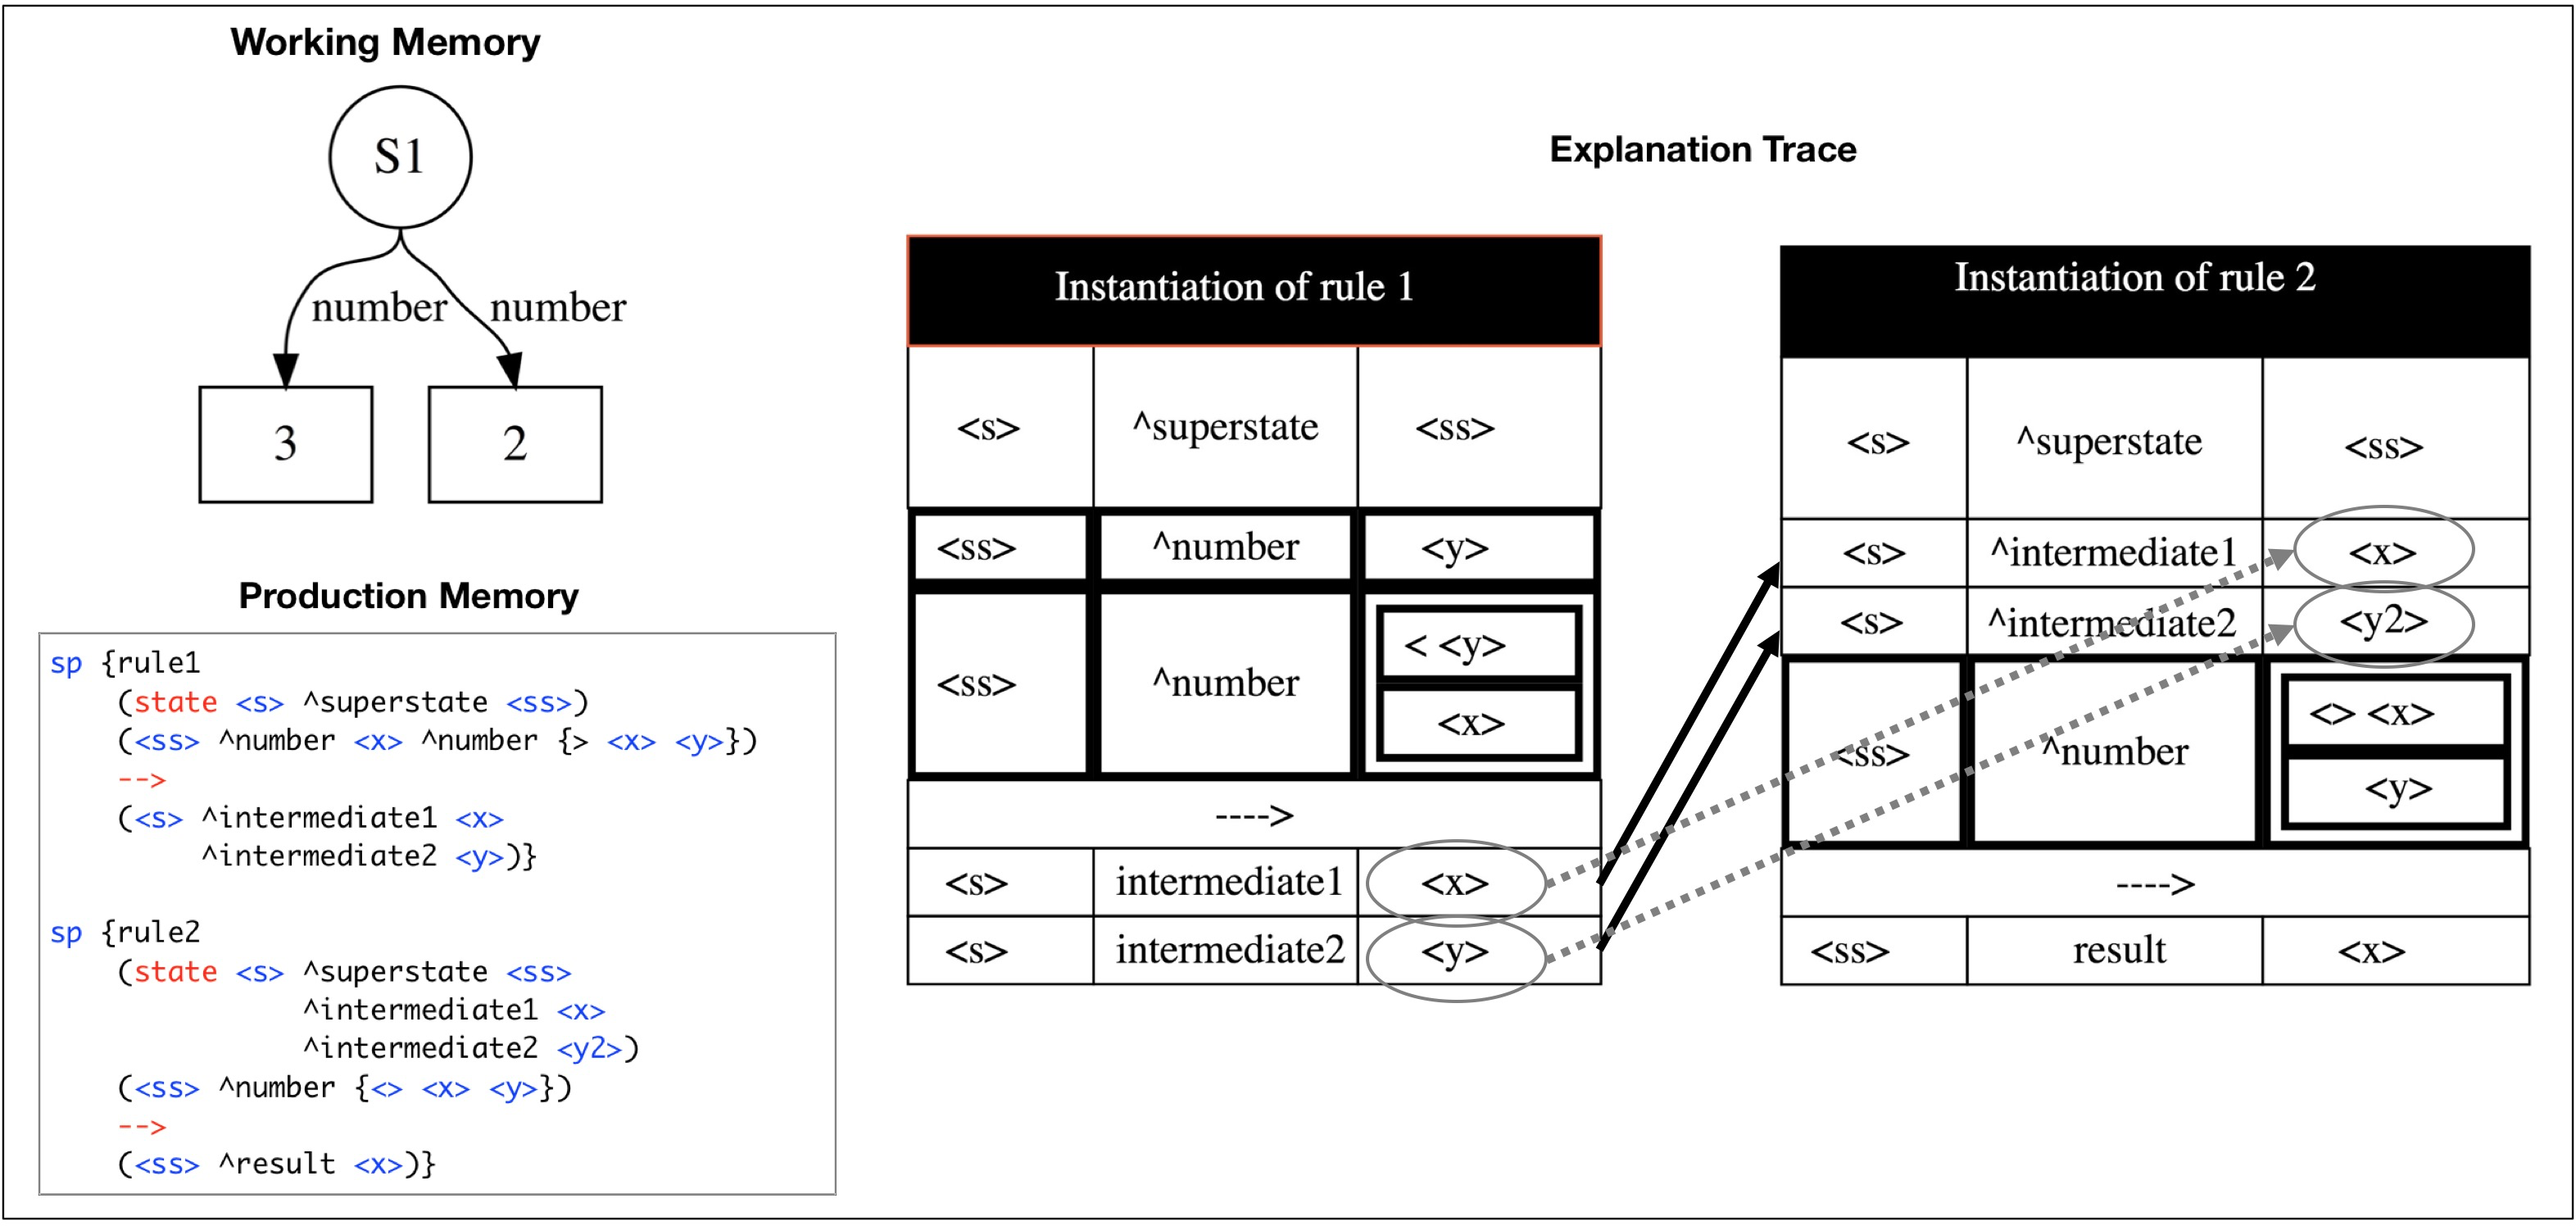 Working Memory
S1
number number
3 2
Production Memory
sp {rule1
(state <s> ^superstate <ss>)
(<ss> ^number <x> ^number {> <x> <y>})
-->
(<s> ^intermediate1 <x>
^intermediate2 <y>)}
sp {rule2
(state <s> ^superstate <ss>
^intermediate1 <x>
^intermediate2 <y2>)
(<ss> ^number {<> <x> <y>})
-->
(<ss> ^result <x>)}
Explanation Trace
Instantiation of rule 1
<s> ^superstate <ss>
<ss> ^number <y>
<ss> ^number < <y>
<x>
---->
<s> intermediate1 <x>
<s> intermediate2 <y>
Instantiation of rule 2
<s> ^superstate <ss>
<s> ^intermediate1 <x>
<s> ^intermediate2 <y2>
<ss> ^number <> <x>
<y>
---->
<ss> result <x>